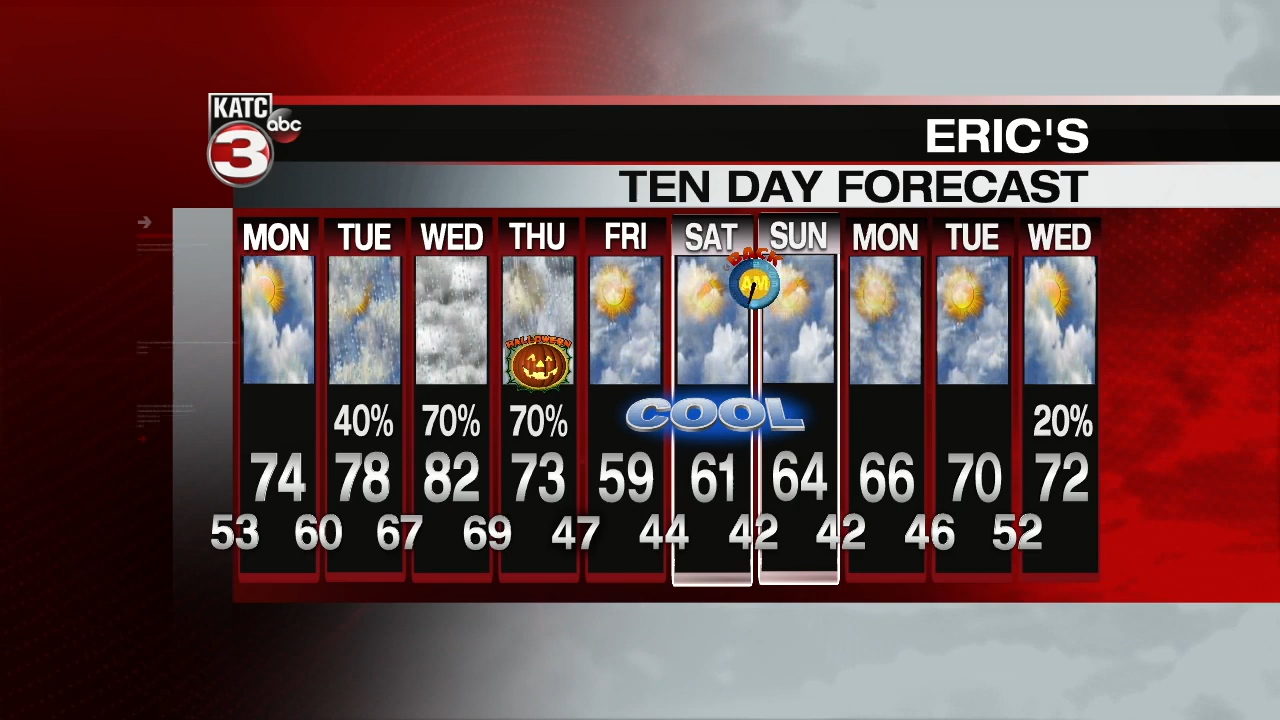 KATC
abc
3
ERIC'S
TEN DAY FORECAST
MON TUE WED THU FRI SAT SUN MON TUE WED
BACK
AM
HALLOWEEN
COOL
40% 70% 70% 20%
74 78 82 73 59 61 64 66 70 72
53 60 67 69 47 44 42 42 46 52